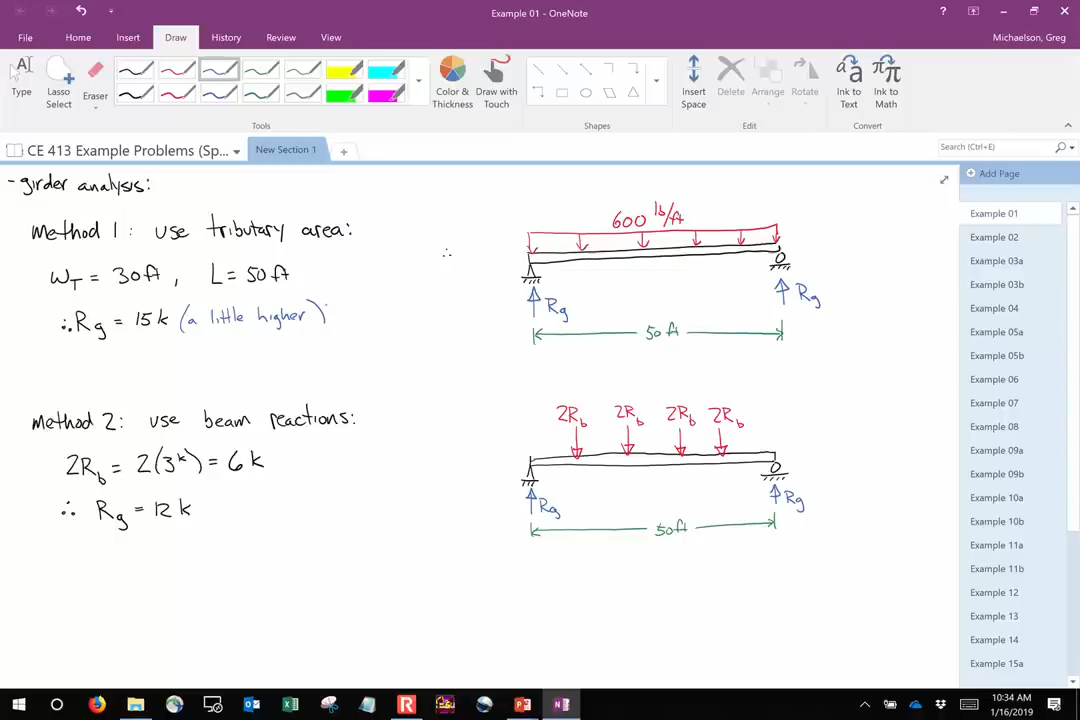 Example 01 - OneNote
? 
Michaelson, Greg
File Home Insert Draw History Review View
Type
Lasso Select
Eraser
Color & Thickness
Draw with Touch
Insert Space
Delete
Arrange
Rotate
Ink to Text
Ink to Math
Tools
Shapes
Edit
Convert
CE 413 Example Problems (Sp...
New Section 1
Search (Ctrl+E)
Add Page
- girder analysis:
method 1: use tributary area:
w_T = 30 ft, L = 50 ft
∴ R_g = 15 k (a little higher)
∴
600 lb/ft
R_g
R_g
50 ft
method 2: use beam reactions:
2R_b = 2(3^k) = 6 k
∴ R_g = 12 k
2R_b 2R_b 2R_b 2R_b
R_g
R_g
50 ft
Example 01
Example 02
Example 03a
Example 03b
Example 04
Example 05a
Example 05b
Example 06
Example 07
Example 08
Example 09a
Example 09b
Example 10a
Example 10b
Example 11a
Example 11b
Example 12
Example 13
Example 14
Example 15a
10:34 AM
1/16/2019